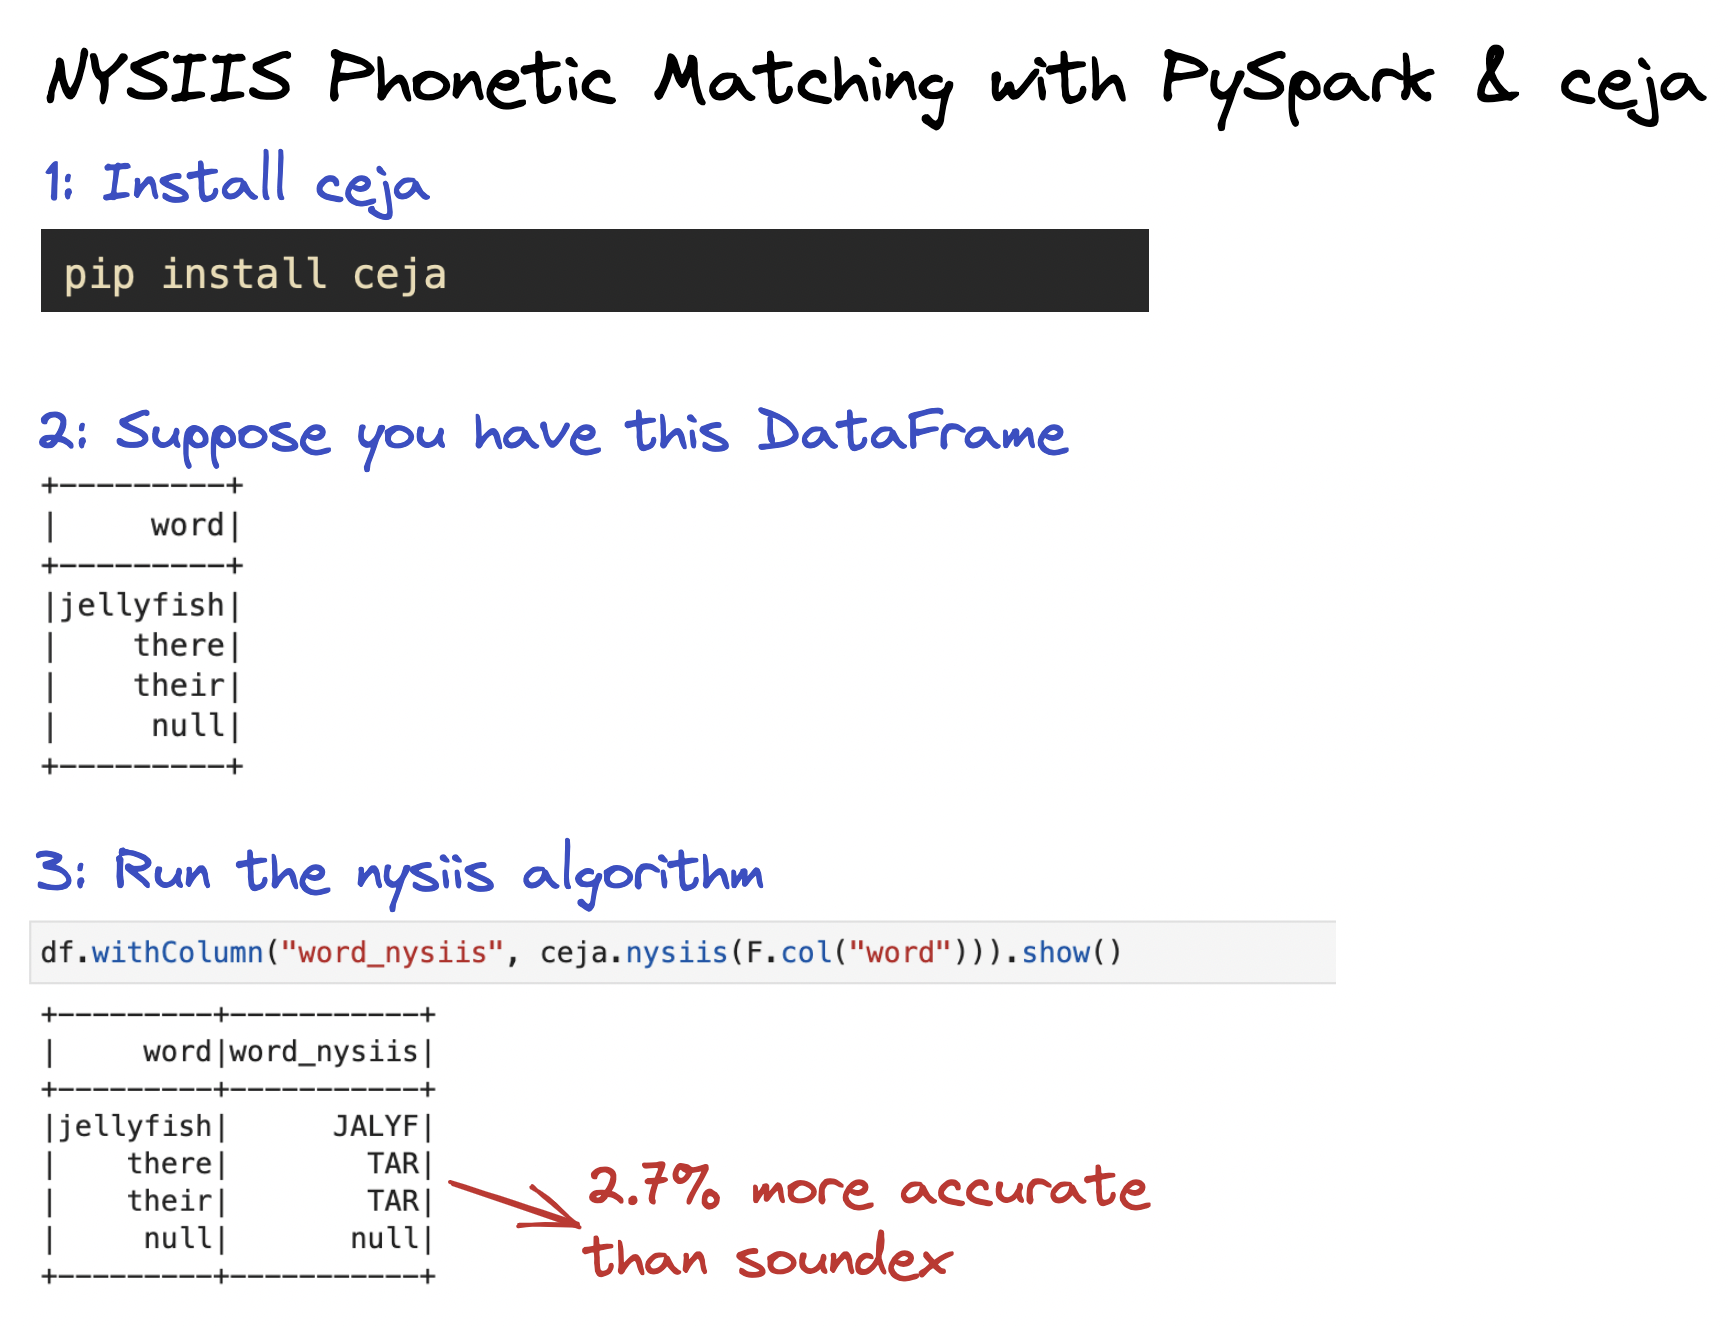 NYSIIS Phonetic Matching with PySpark & ceja
1: Install ceja
pip install ceja
2: Suppose you have this DataFrame
+---------+
|     word|
+---------+
|jellyfish|
|    there|
|    their|
|     null|
+---------+
3: Run the nysiis algorithm
df.withColumn("word_nysiis", ceja.nysiis(F.col("word"))).show()
+---------+-----------+
|     word|word_nysiis|
+---------+-----------+
|jellyfish|      JALYF|
|    there|        TAR|
|    their|        TAR|
|     null|       null|
+---------+-----------+
2.7% more accurate
than soundex